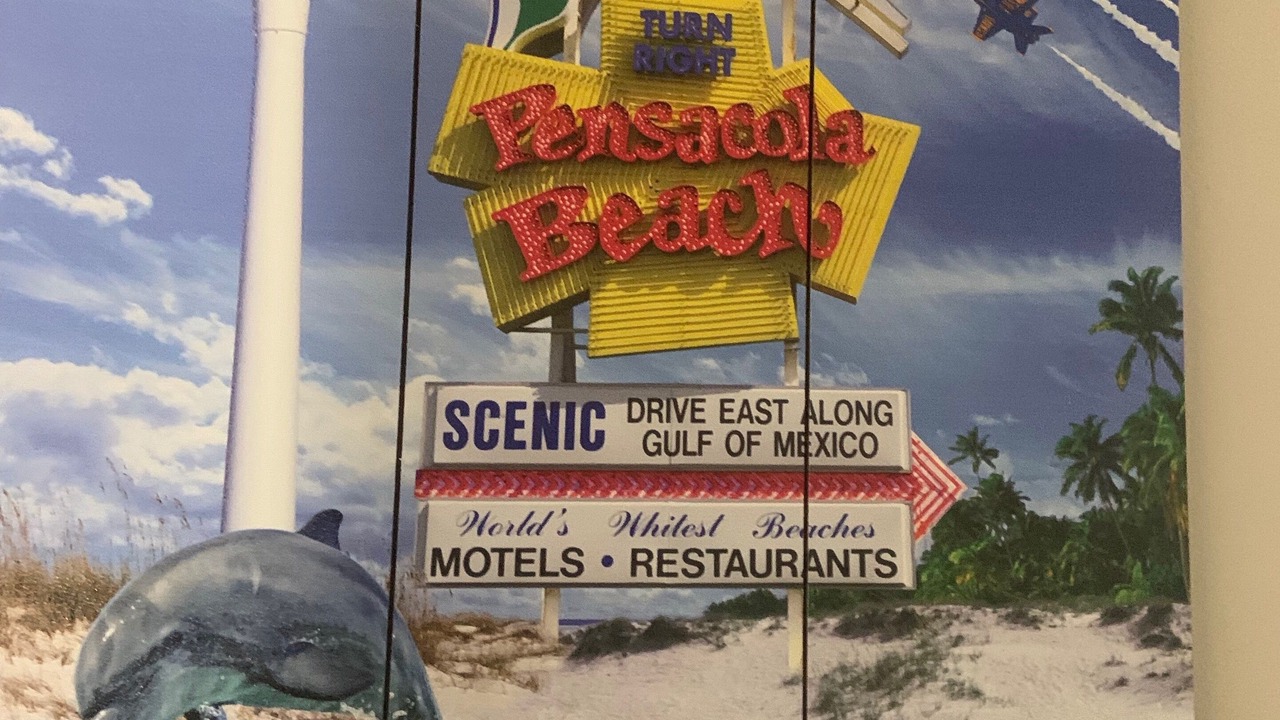 TURN
RIGHT
Pensacola
Beach
SCENIC DRIVE EAST ALONG
GULF OF MEXICO
World's Whitest Beaches
MOTELS • RESTAURANTS